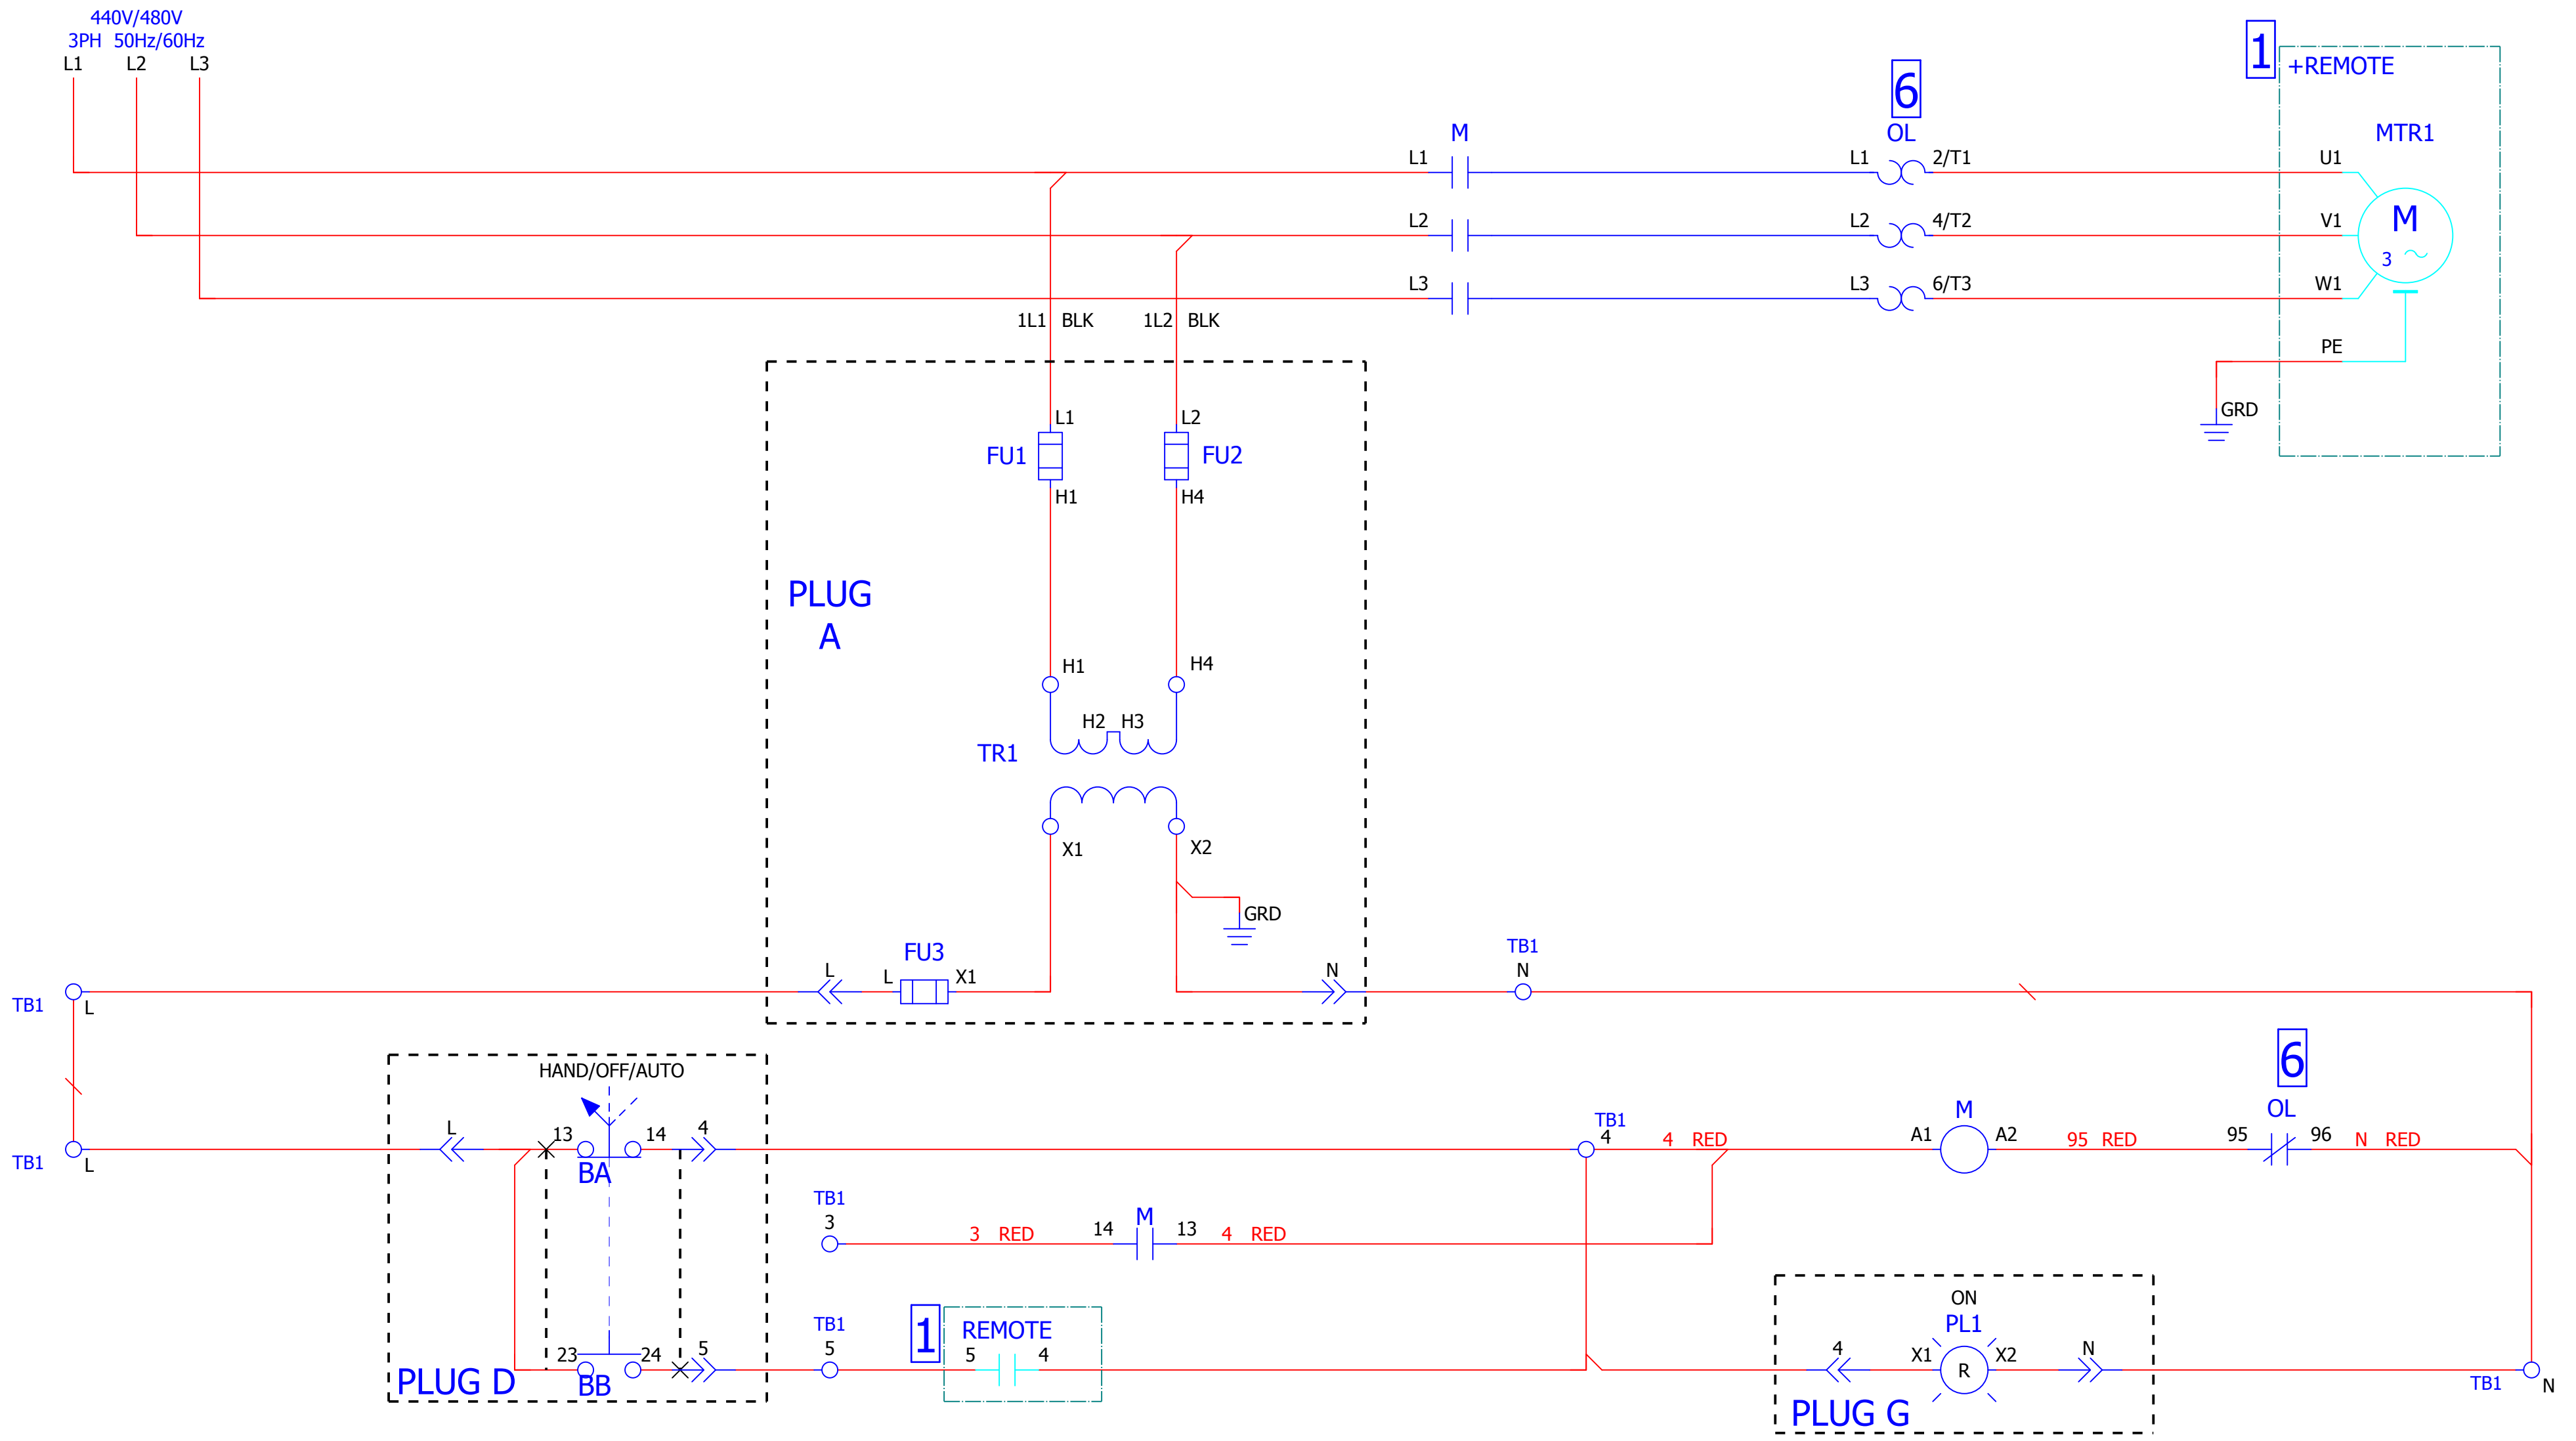 440V/480V
3PH 50Hz/60Hz
L1 L2 L3
1
+REMOTE
6
OL
M
MTR1
L1 L1 2/T1 U1
L2 L2 4/T2 V1
M
3
L3 L3 6/T3 W1
1L1 BLK 1L2 BLK
PE
GRD
L1 L2
FU1 FU2
H1 H4
PLUG
A
H1 H4
H2 H3
TR1
X1 X2
GRD
FU3
L L X1 N
TB1
N
TB1 L
6
HAND/OFF/AUTO
L 13 14 4
BA
TB1 L
TB1
4
4 RED
M
A1 A2
95 RED
OL
95 96
N RED
TB1
3
3 RED
14 M 13
4 RED
TB1
5
1
REMOTE
5 4
23 24 5
BB
PLUG D
ON
PL1
4 X1 R X2 N
PLUG G
TB1 N